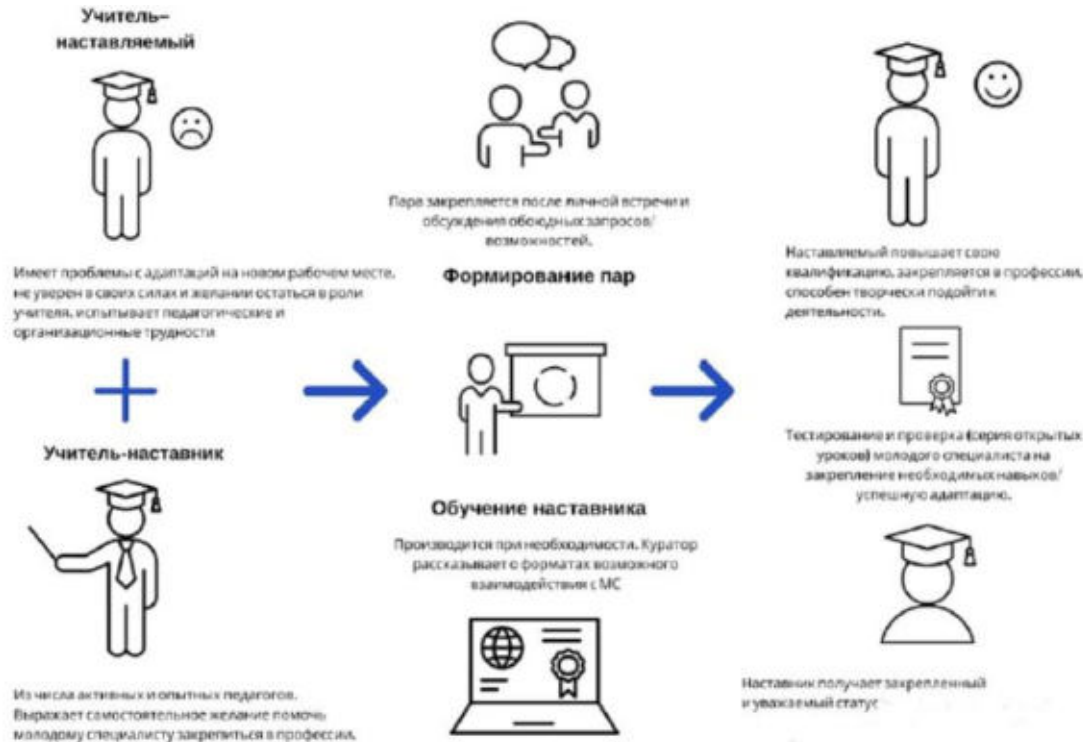 Учитель–
наставляемый
Имеет проблемы с адаптаций на новом рабочем месте,
не уверен в своих силах и желании остаться в роли
учителя, испытывает педагогические и
организационные трудности
Учитель-наставник
Из числа активных и опытных педагогов.
Выражает самостоятельное желание помочь
молодому специалисту закрепиться в профессии,
Пара закрепляется после личной встречи и
обсуждения обоюдных запросов/
возможностей.
Формирование пар
Обучение наставника
Производится при необходимости. Куратор
рассказывает о форматах возможного
взаимодействия с МС
Наставляемый повышает свою
квалификацию, закрепляется в профессии,
способен творчески подойти к
деятельности.
Тестирование и проверка (серия открытых
уроков) молодого специалиста на
закрепление необходимых навыков/
успешную адаптацию.
Наставник получает закрепленный
и уважаемый статус